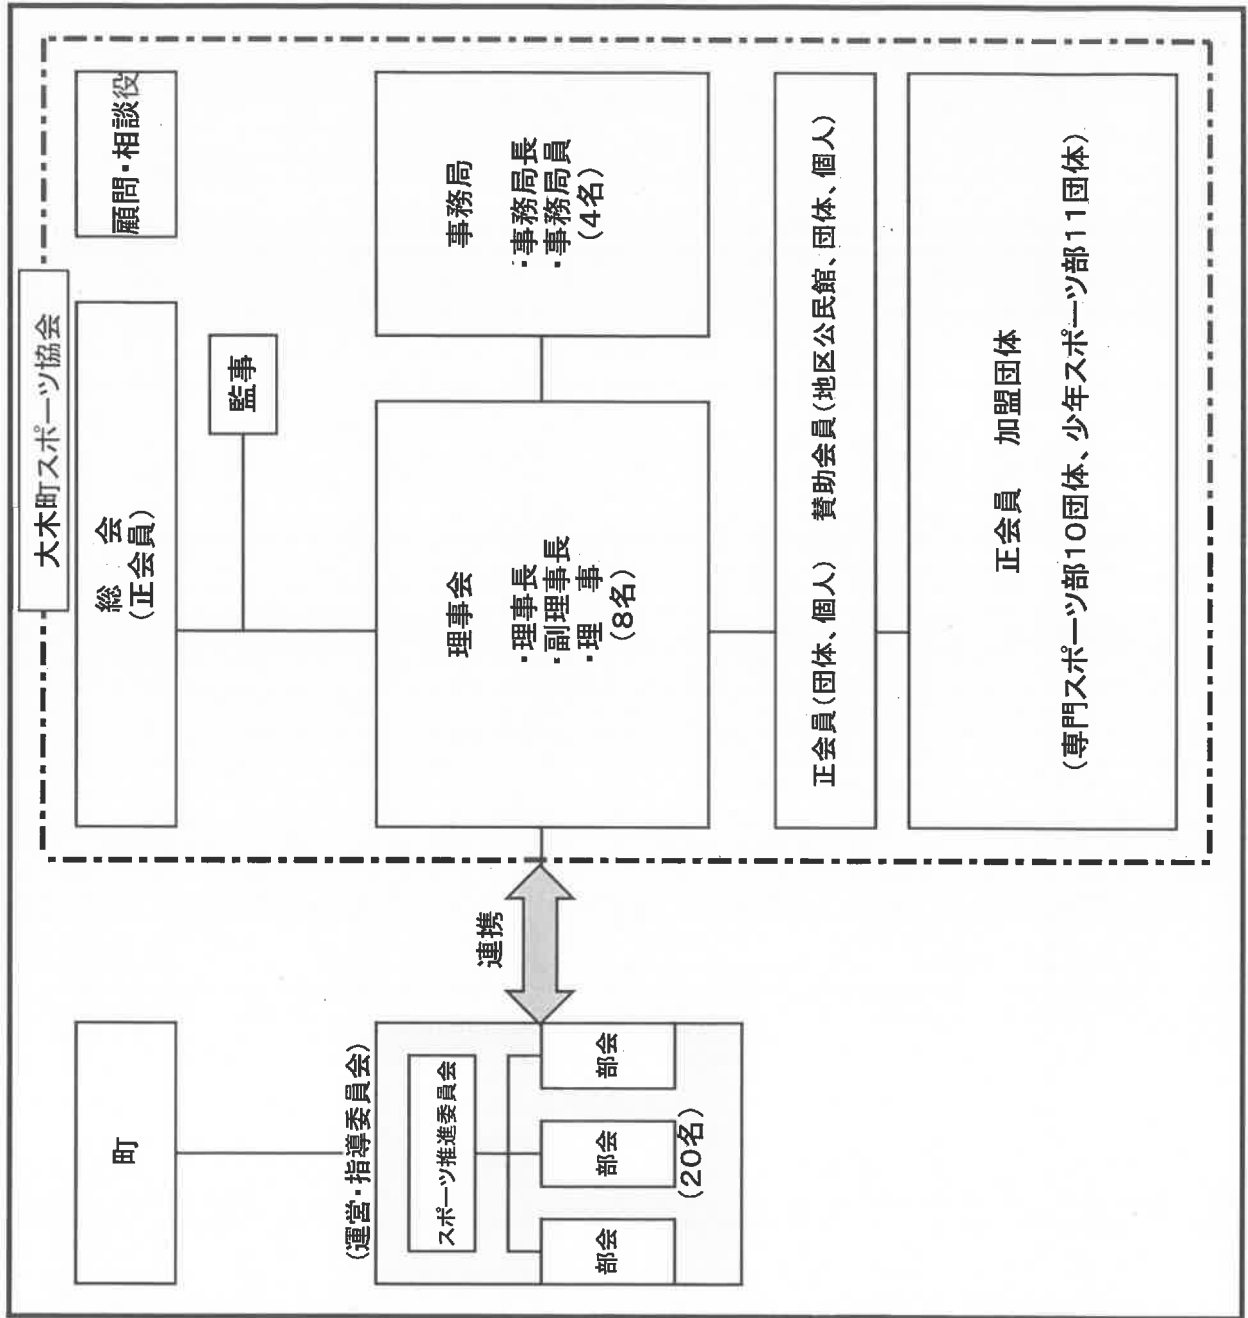 大木町スポーツ協会
町
総　会
(正会員)
顧問・相談役
監事
(運営・指導委員会)
スポーツ推進委員会
部会
部会
部会
(20名)
連携
理事会
・理事長
・副理事長
・理　事
(8名)
事務局
・事務局長
・事務局員
(4名)
正会員(団体、個人)　賛助会員(地区公民館、団体、個人)
正会員　加盟団体
(専門スポーツ部10団体、少年スポーツ部11団体)